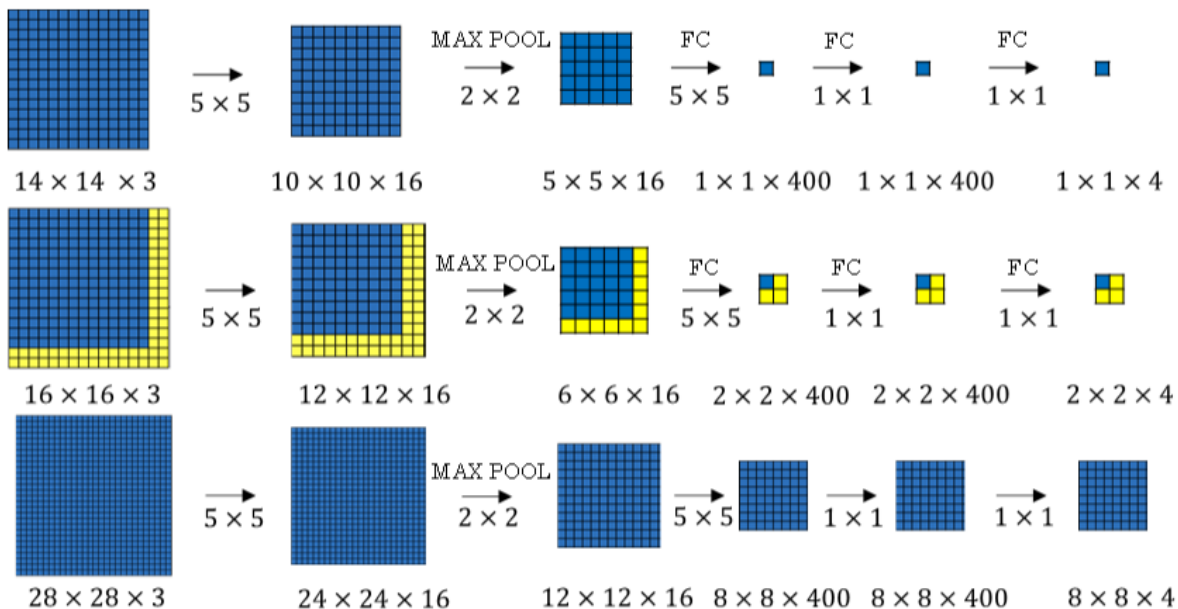 MAX POOL FC FC FC
5 × 5 2 × 2 5 × 5 1 × 1 1 × 1
14 × 14 × 3 10 × 10 × 16 5 × 5 × 16 1 × 1 × 400 1 × 1 × 400 1 × 1 × 4
MAX POOL FC FC FC
5 × 5 2 × 2 5 × 5 1 × 1 1 × 1
16 × 16 × 3 12 × 12 × 16 6 × 6 × 16 2 × 2 × 400 2 × 2 × 400 2 × 2 × 4
MAX POOL
5 × 5 2 × 2 5 × 5 1 × 1 1 × 1
28 × 28 × 3 24 × 24 × 16 12 × 12 × 16 8 × 8 × 400 8 × 8 × 400 8 × 8 × 4